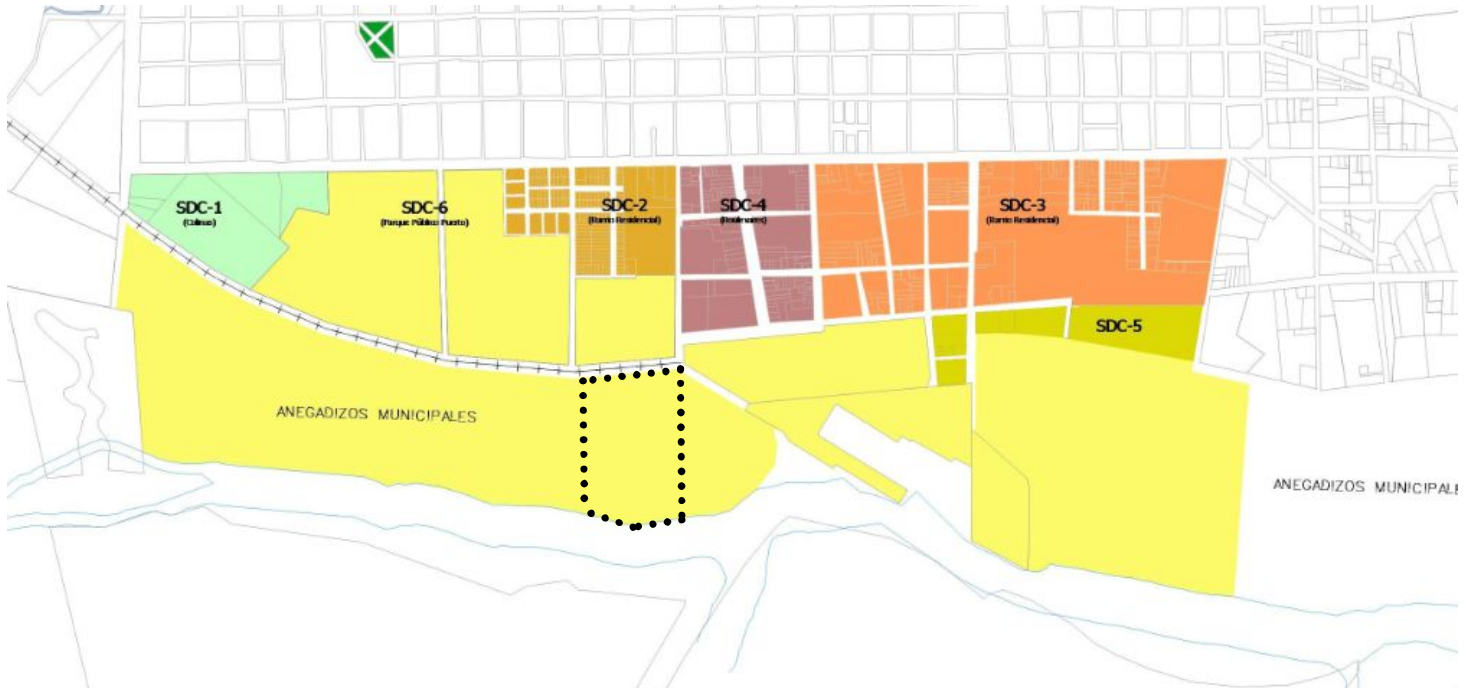 SDC-1
(Colinas)
SDC-6
(Parque Público Puerto)
SDC-2
(Barrio Residencial)
SDC-4
SDC-3
(Barrio Residencial)
SDC-5
ANEGADIZOS MUNICIPALES
ANEGADIZOS MUNICIPALE